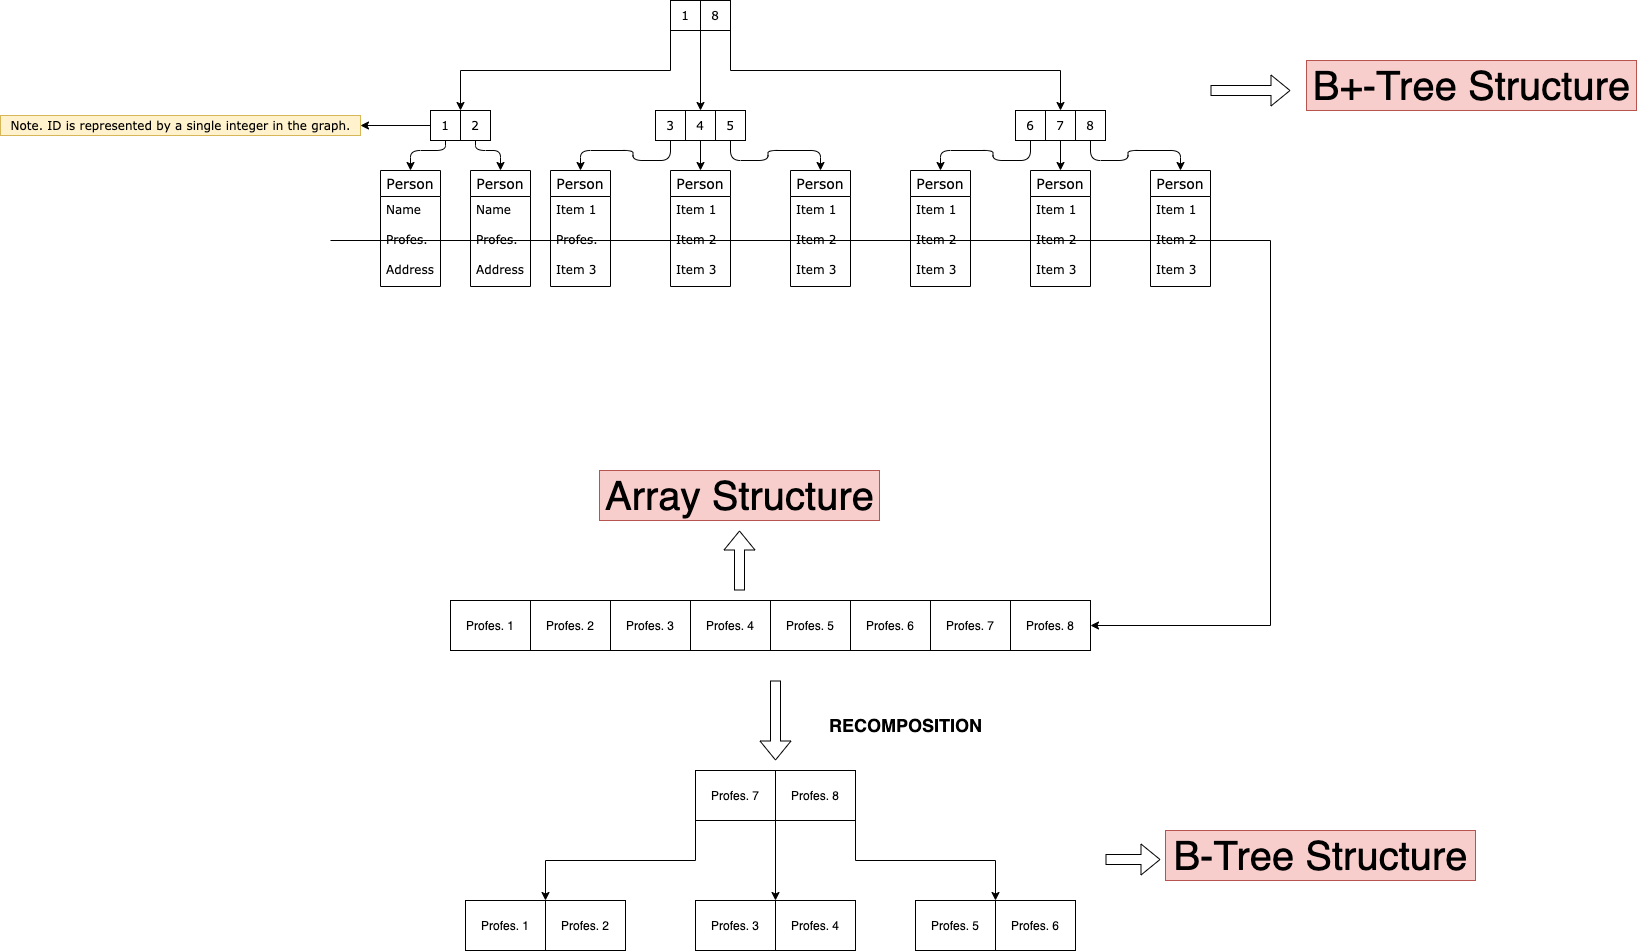 1 8
B+-Tree Structure
Note. ID is represented by a single integer in the graph.
1 2 3 4 5 6 7 8
Person Person Person Person Person Person Person Person
Name Name Item 1 Item 1 Item 1 Item 1 Item 1 Item 1
Profes. Profes. Profes. Item 2 Item 2 Item 2 Item 2 Item 2
Address Address Item 3 Item 3 Item 3 Item 3 Item 3 Item 3
Array Structure
Profes. 1 Profes. 2 Profes. 3 Profes. 4 Profes. 5 Profes. 6 Profes. 7 Profes. 8
RECOMPOSITION
Profes. 7 Profes. 8
B-Tree Structure
Profes. 1 Profes. 2 Profes. 3 Profes. 4 Profes. 5 Profes. 6